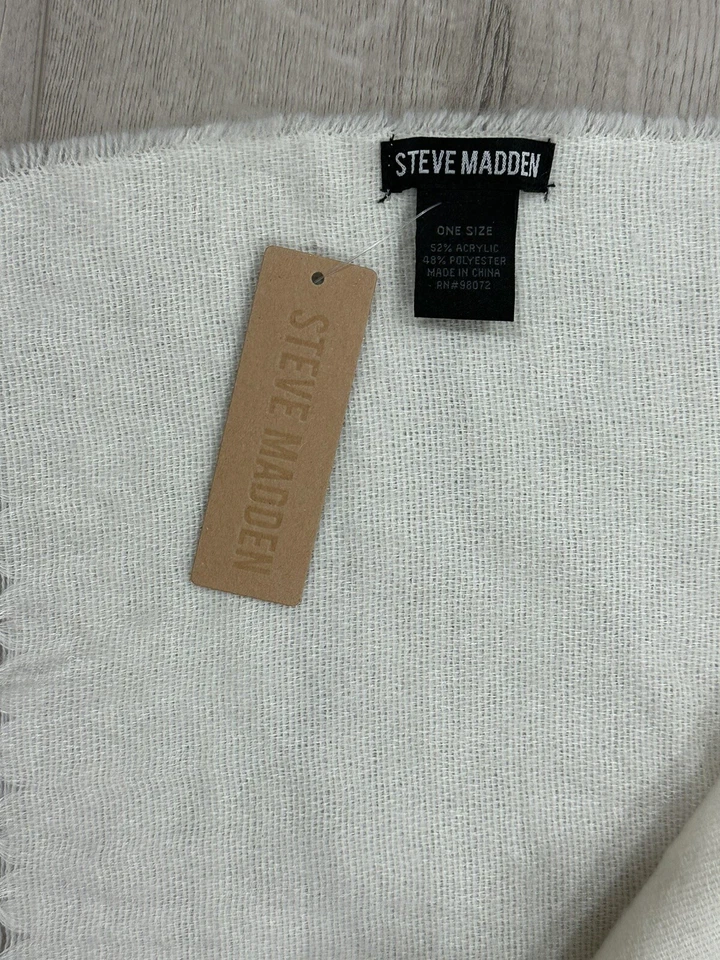 STEVE MADDEN
ONE SIZE
52% ACRYLIC
48% POLYESTER
MADE IN CHINA
RN#98072
STEVE MADDEN